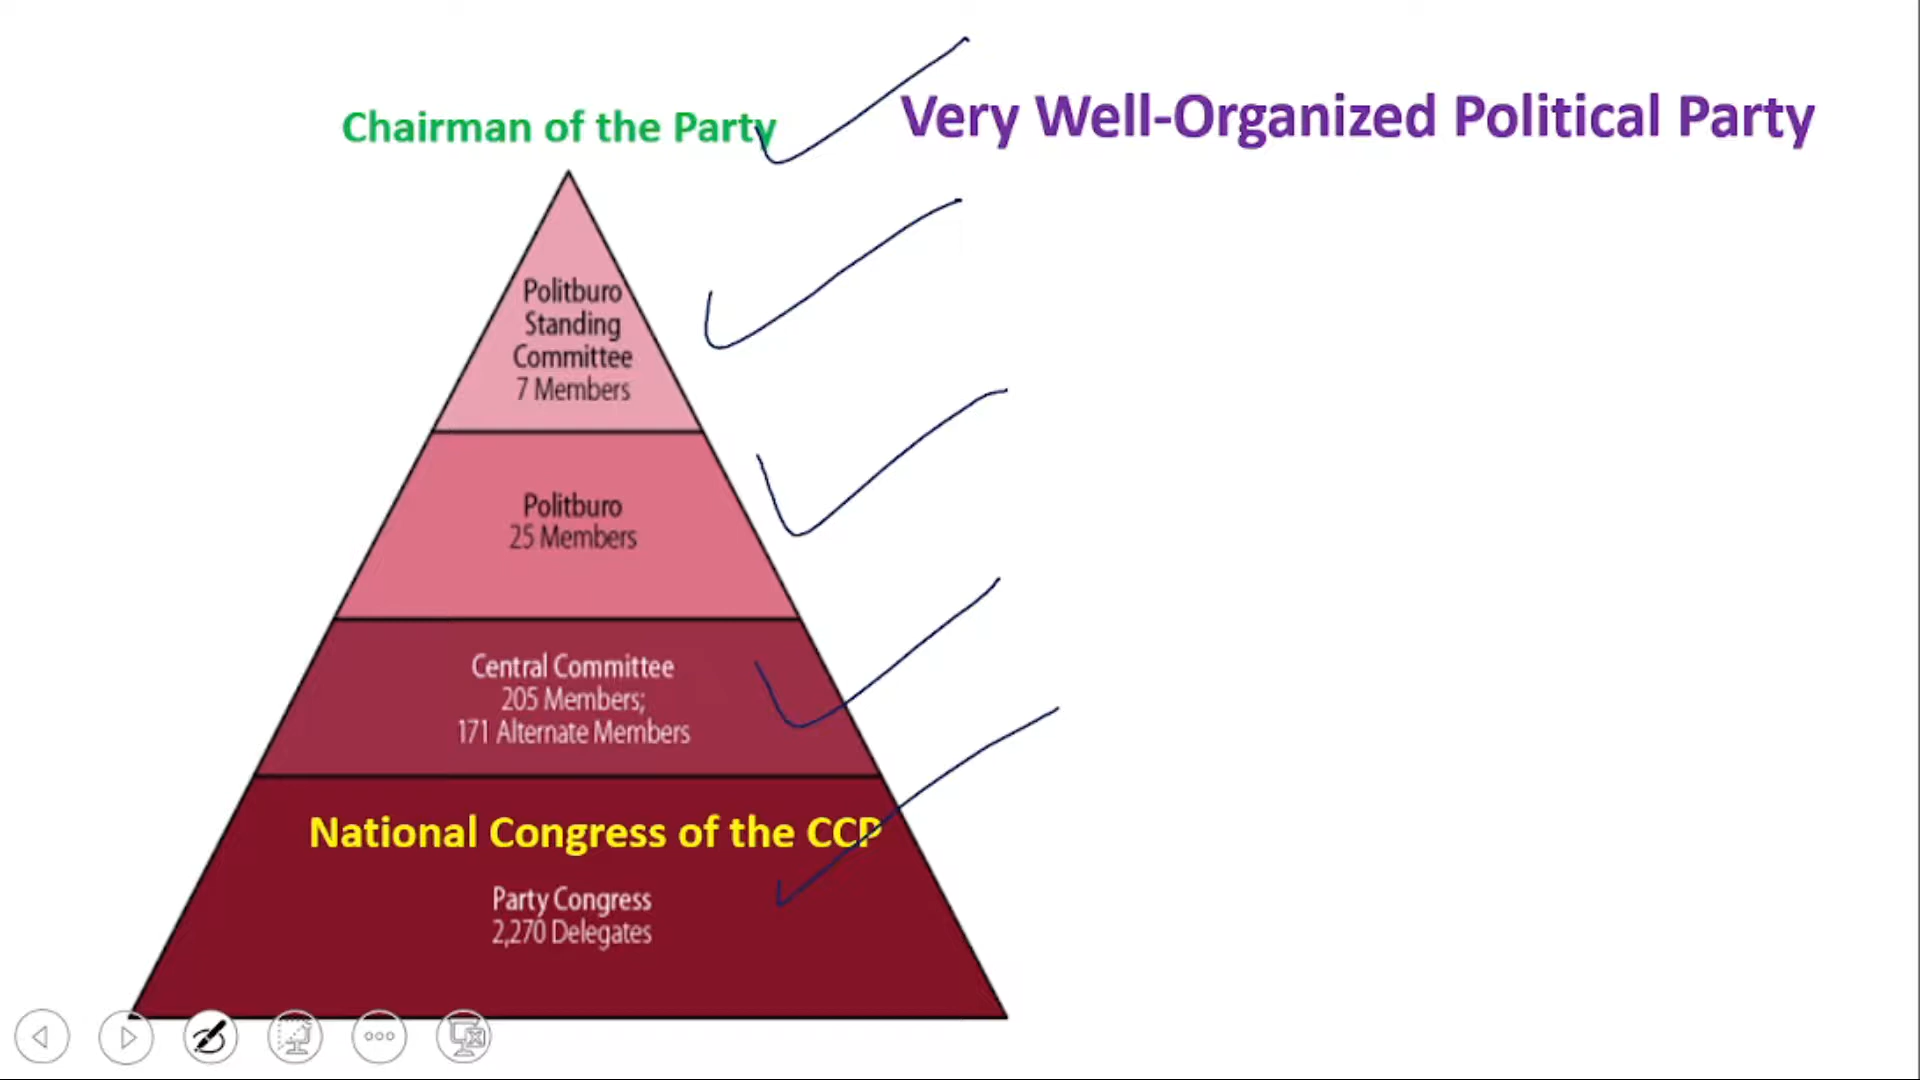 Chairman of the Party
Very Well-Organized Political Party
Politburo
Standing
Committee
7 Members
Politburo
25 Members
Central Committee
205 Members;
171 Alternate Members
National Congress of the CCP
Party Congress
2,270 Delegates